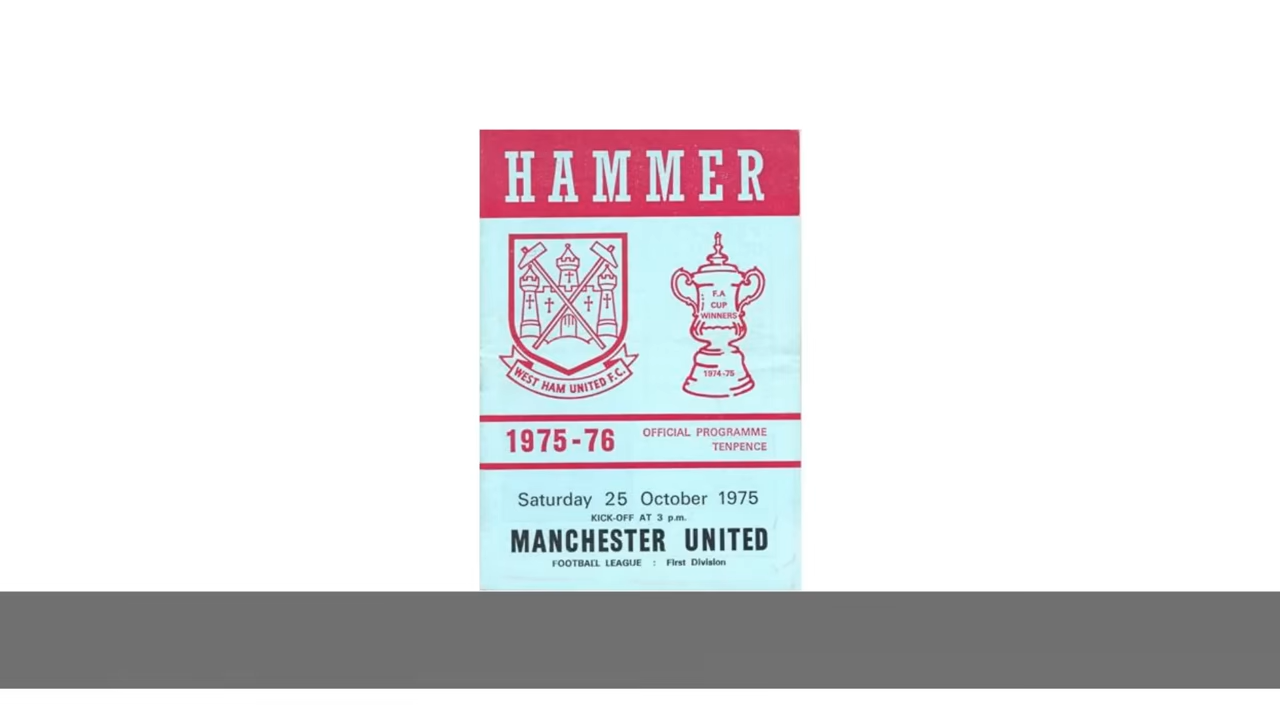 HAMMER
F.A
CUP
WINNERS
1974-75
WEST HAM UNITED F.C.
1975-76
OFFICIAL PROGRAMME
TENPENCE
Saturday 25 October 1975
KICK-OFF AT 3 p.m.
MANCHESTER UNITED
FOOTBALL LEAGUE : First Division